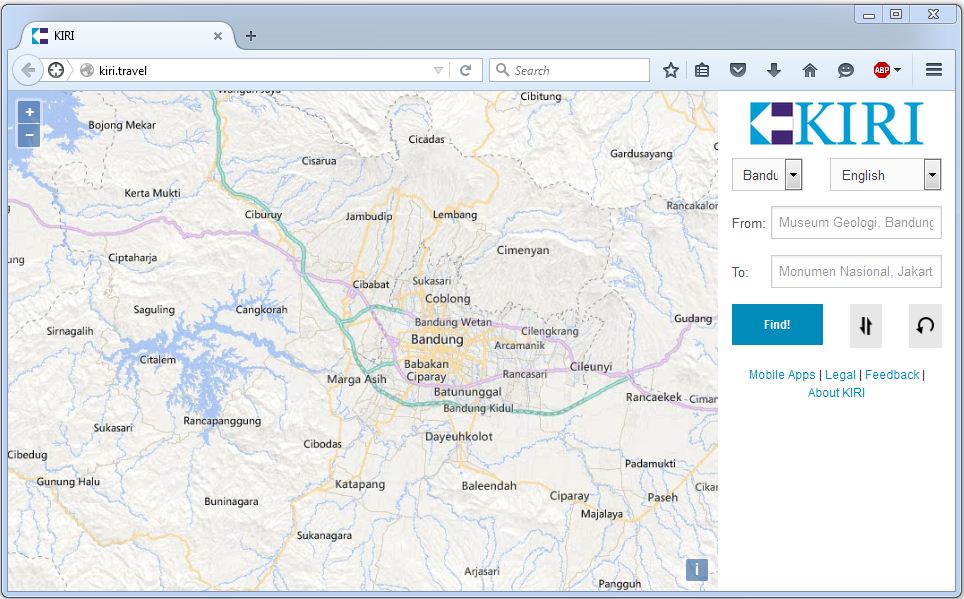 KIRI
kiri.travel
Search
ABP
+
−
Wangun Jaya
Cibitung
Bojong Mekar
Cicadas
Cisarua
Gardusayang
Kerta Mukti
Rancakalon
Ciburuy
Jambudip
Lembang
Cimenyan
Ciptaharja
Cibabat
Sukasari
Coblong
Saguling
Cangkorah
Sirnagalih
Bandung Wetan
Cilengkrang
Gudang
Bandung
Arcamanik
Citalem
Babakan
Ciparay
Rancasari
Cileunyi
Marga Asih
Batununggal
Rancaekek
Ciman
Bandung Kidul
Rancapanggung
Sukasari
Cibodas
Dayeuhkolot
Cibedug
Padamukti
Gunung Halu
Katapang
Baleendah
Cikan
Buninagara
Ciparay
Paseh
Majalaya
Sukanagara
Arjasari
Pangguh
i
KIRI
Bandu
English
From:
Museum Geologi, Bandung
To:
Monumen Nasional, Jakart
Find!
Mobile Apps | Legal | Feedback |
About KIRI